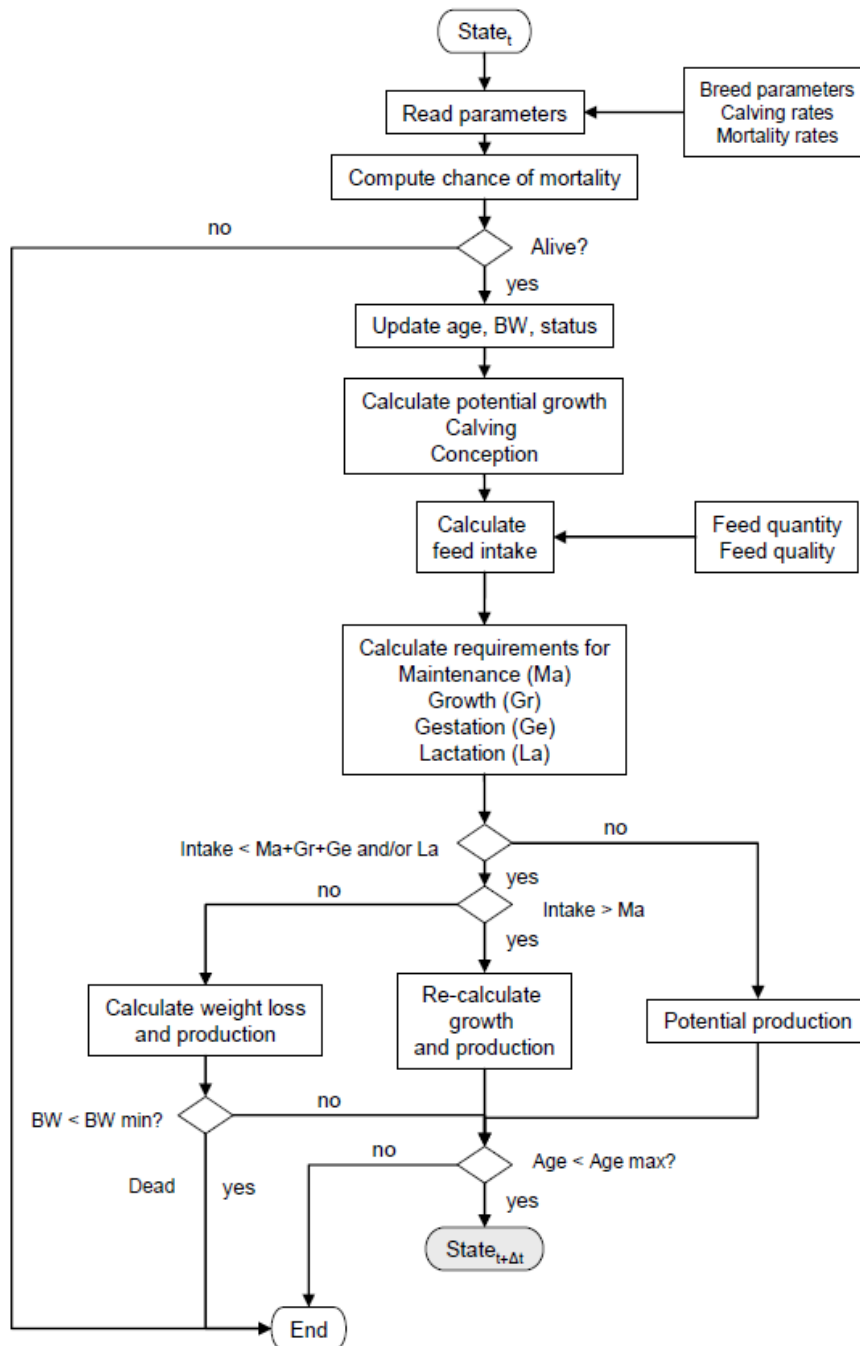 State_t
Read parameters
Breed parameters
Calving rates
Mortality rates
Compute chance of mortality
no
Alive?
yes
Update age, BW, status
Calculate potential growth
Calving
Conception
Calculate
feed intake
Feed quantity
Feed quality
Calculate requirements for
Maintenance (Ma)
Growth (Gr)
Gestation (Ge)
Lactation (La)
Intake < Ma+Gr+Ge and/or La
no
yes
no
Intake > Ma
yes
Calculate weight loss
and production
Re-calculate
growth
and production
Potential production
BW < BW min?
no
no
Age < Age max?
Dead
yes
yes
State_t+Δt
End